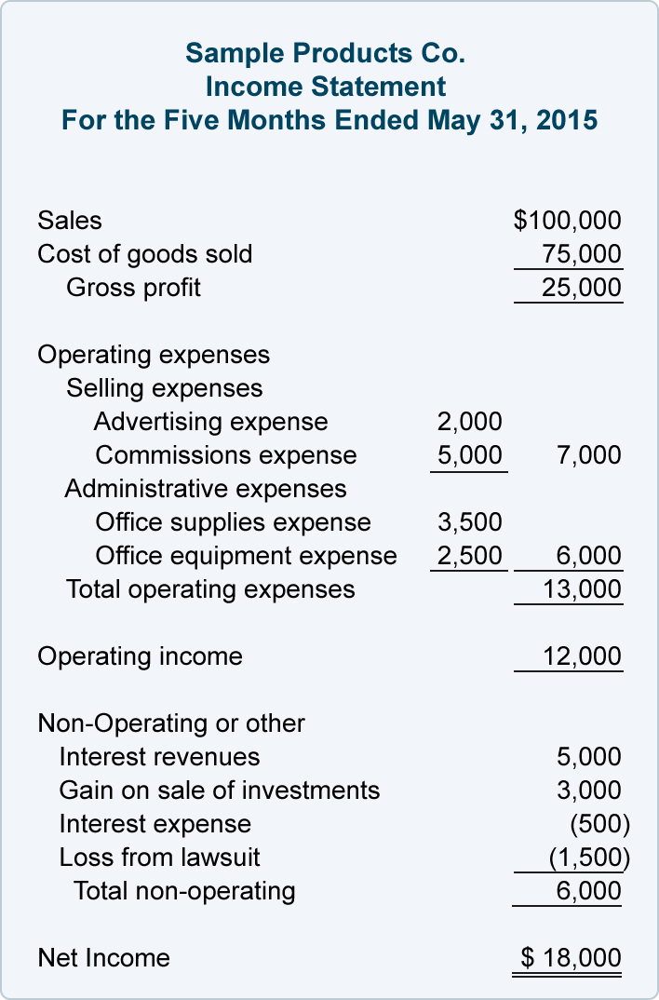 Sample Products Co.
Income Statement
For the Five Months Ended May 31, 2015
Sales $100,000
Cost of goods sold 75,000
Gross profit 25,000
Operating expenses
Selling expenses
Advertising expense 2,000
Commissions expense 5,000 7,000
Administrative expenses
Office supplies expense 3,500
Office equipment expense 2,500 6,000
Total operating expenses 13,000
Operating income 12,000
Non-Operating or other
Interest revenues 5,000
Gain on sale of investments 3,000
Interest expense (500)
Loss from lawsuit (1,500)
Total non-operating 6,000
Net Income $ 18,000